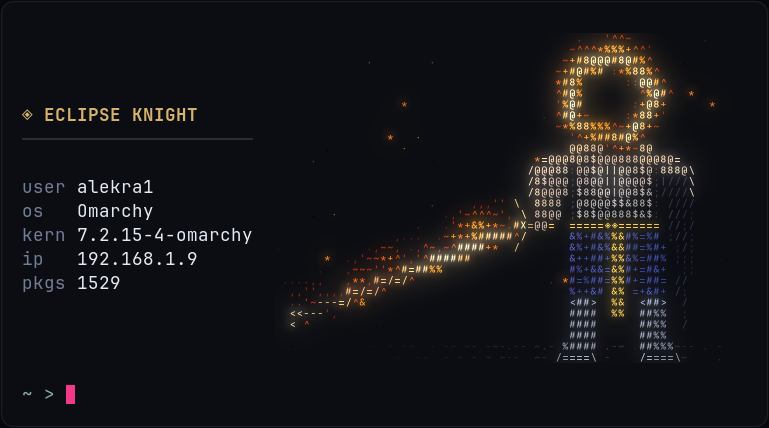 ◈ ECLIPSE KNIGHT
user alekra1
os Omarchy
kern 7.2.15-4-omarchy
ip 192.168.1.9
pkgs 1529
~ >